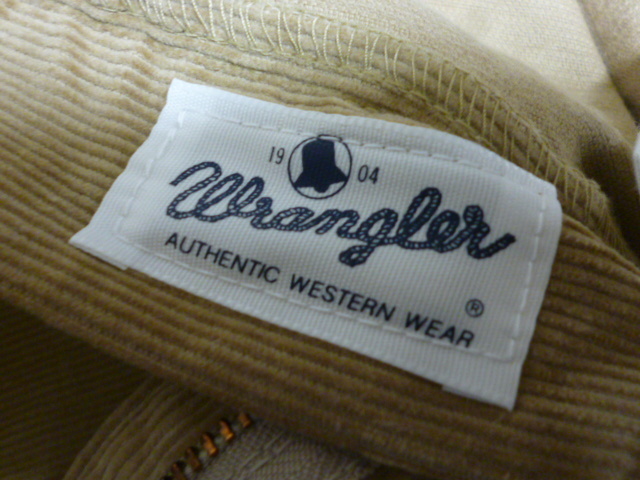 19 04
Wrangler
AUTHENTIC WESTERN WEAR
®